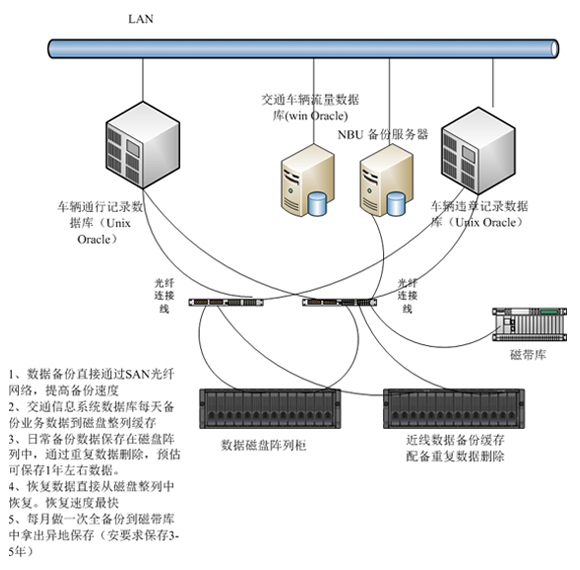 LAN
交通车辆流量数据
库(win Oracle)
NBU 备份服务器
车辆通行记录数
据库（Unix
Oracle）
车辆违章记录数据
库（Unix Oracle）
光纤
连接
线
光纤
连接
线
磁带库
数据磁盘阵列柜
近线数据备份缓存
配备重复数据删除
1、数据备份直接通过SAN光纤
网络，提高备份速度
2、交通信息系统数据库每天备
份业务数据到磁盘整列缓存
3、日常备份数据保存在磁盘阵
列中，通过重复数据删除，预估
可保存1年左右数据。
4、恢复数据直接从磁盘整列中
恢复。恢复速度最快
5、每月做一次全备份到磁带库
中拿出异地保存（安要求保存3-
5年）